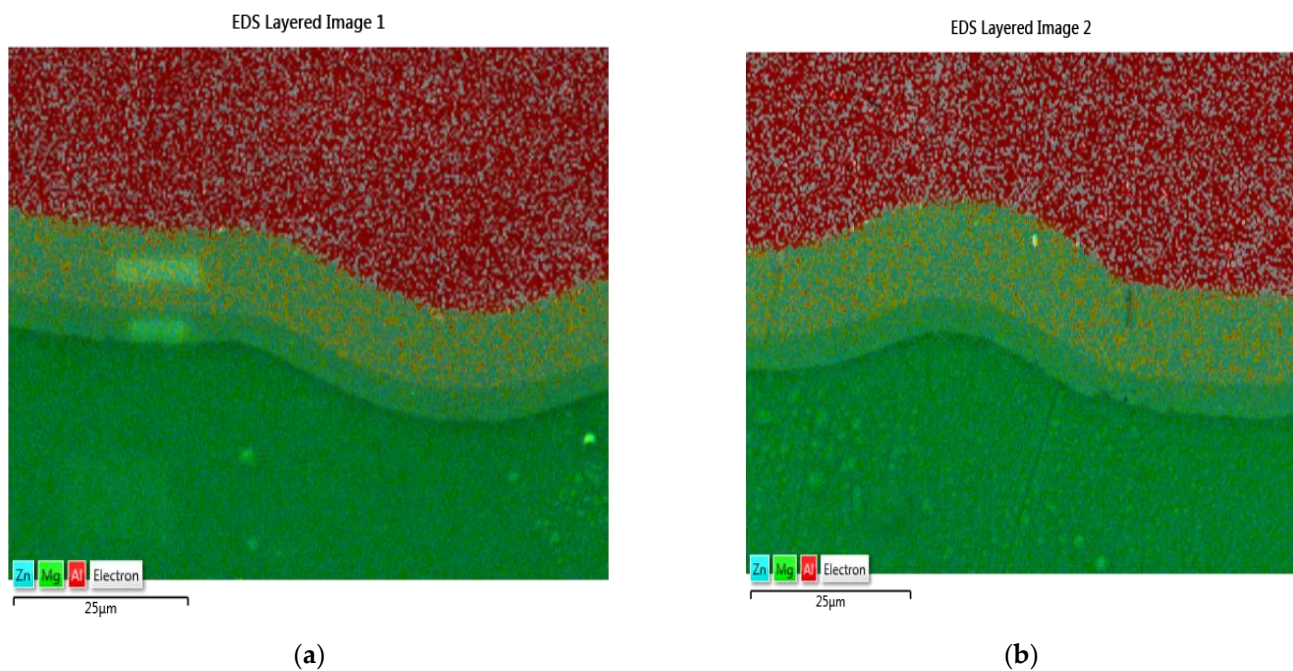 EDS Layered Image 1
EDS Layered Image 2
Zn Mg Al Electron
25µm
Zn Mg Al Electron
25µm
(a)
(b)